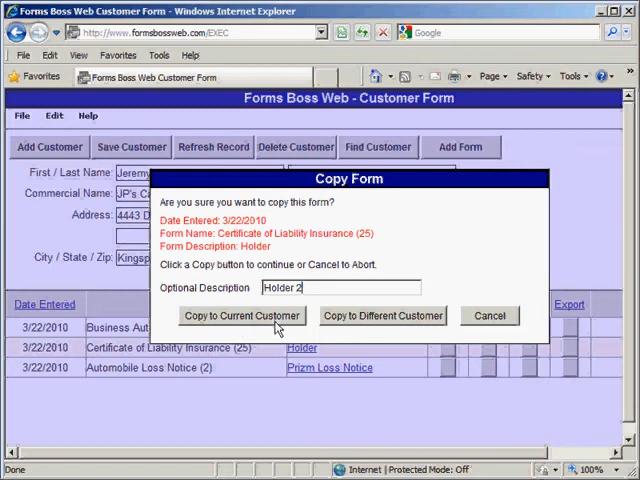 Forms Boss Web Customer Form - Windows Internet Explorer
http://www.formsbossweb.com/EXEC
Google
File Edit View Favorites Tools Help
Favorites Forms Boss Web Customer Form Page Safety Tools
Forms Boss Web - Customer Form
File Edit Help
Add Customer Save Customer Refresh Record Delete Customer Find Customer Add Form
First / Last Name: Jeremy
Commercial Name: JP's
Address: 4443
City / State / Zip:
Copy Form
Are you sure you want to copy this form?
Date Entered: 3/22/2010
Form Name: Certificate of Liability Insurance (25)
Form Description: Holder
Click a Copy button to continue or Cancel to Abort.
Optional Description Holder 2
Copy to Current Customer Copy to Different Customer Cancel
Date Entered Export
3/22/2010 Business
3/22/2010 Certificate of Liability Insurance (25) Holder
3/22/2010 Automobile Loss Notice (2) Prizm Loss Notice
Done Internet | Protected Mode: Off 100%